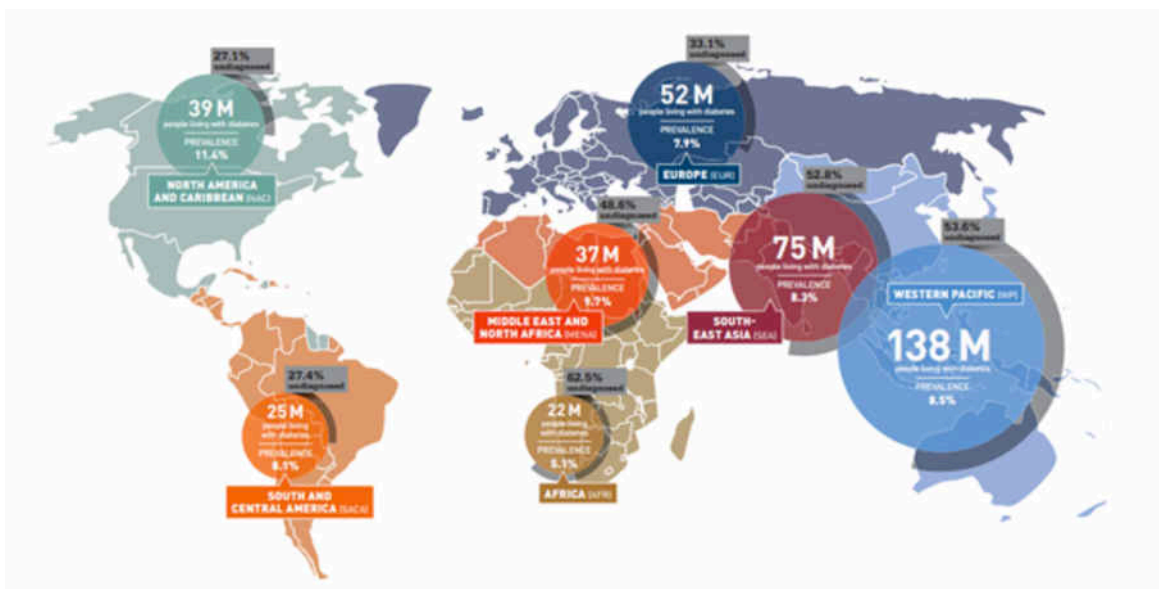 27.1%
undiagnosed
39 M
people living with diabetes
PREVALENCE
11.4%
NORTH AMERICA
AND CARIBBEAN (NAC)
33.1%
undiagnosed
52 M
people living with diabetes
PREVALENCE
7.9%
EUROPE (EUR)
48.6%
undiagnosed
37 M
people living with diabetes
PREVALENCE
9.7%
MIDDLE EAST AND
NORTH AFRICA (MENA)
52.8%
undiagnosed
75 M
people living with diabetes
PREVALENCE
8.3%
SOUTH-
EAST ASIA (SEA)
53.6%
undiagnosed
WESTERN PACIFIC (WP)
138 M
people living with diabetes
PREVALENCE
8.5%
27.4%
undiagnosed
25 M
people living
with diabetes
PREVALENCE
8.1%
SOUTH AND
CENTRAL AMERICA (SACA)
62.5%
undiagnosed
22 M
people living
with diabetes
PREVALENCE
5.1%
AFRICA (AFR)